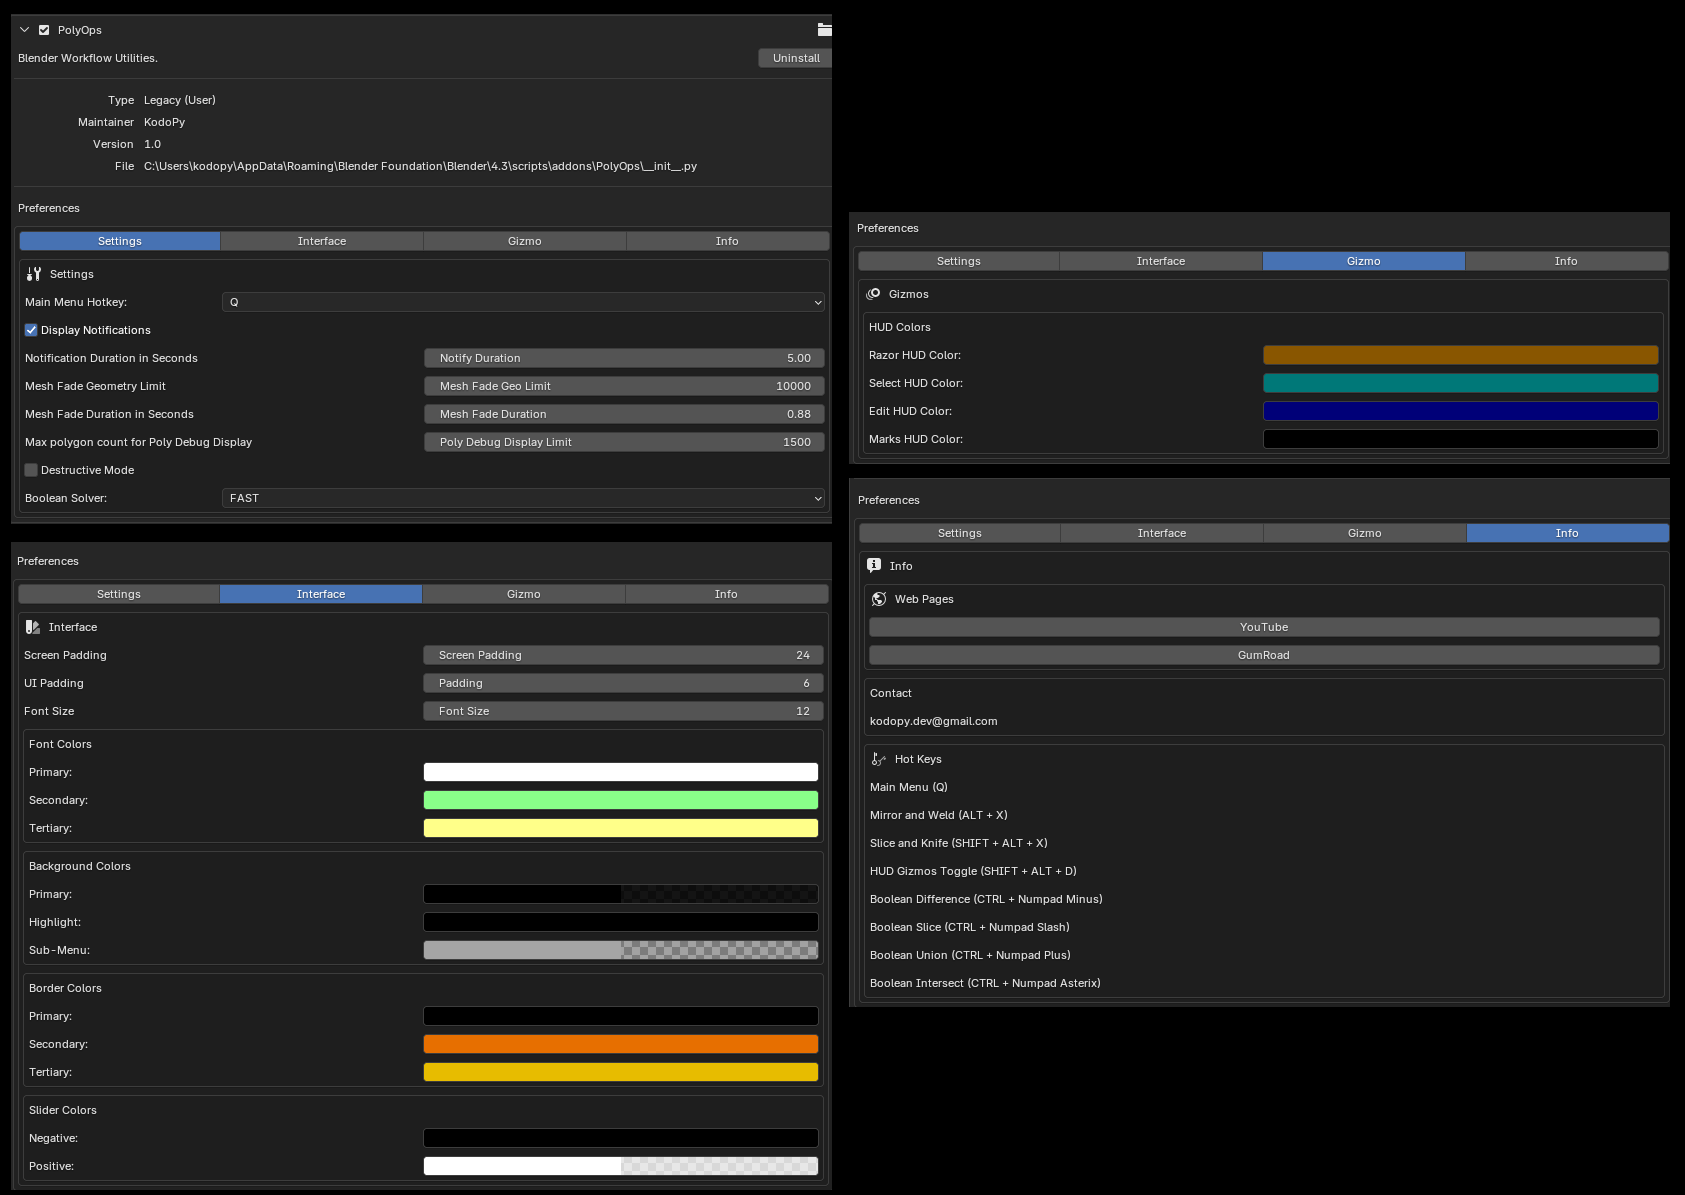 PolyOps
Blender Workflow Utilities.
Uninstall
Type Legacy (User)
Maintainer KodoPy
Version 1.0
File C:\Users\kodopy\AppData\Roaming\Blender Foundation\Blender\4.3\scripts\addons\PolyOps\__init__.py
Preferences
Settings Interface Gizmo Info
Settings
Main Menu Hotkey: Q
Display Notifications
Notification Duration in Seconds Notify Duration 5.00
Mesh Fade Geometry Limit Mesh Fade Geo Limit 10000
Mesh Fade Duration in Seconds Mesh Fade Duration 0.88
Max polygon count for Poly Debug Display Poly Debug Display Limit 1500
Destructive Mode
Boolean Solver: FAST
Preferences
Settings Interface Gizmo Info
Interface
Screen Padding Screen Padding 24
UI Padding Padding 6
Font Size Font Size 12
Font Colors
Primary:
Secondary:
Tertiary:
Background Colors
Primary:
Highlight:
Sub-Menu:
Border Colors
Primary:
Secondary:
Tertiary:
Slider Colors
Negative:
Positive:
Preferences
Settings Interface Gizmo Info
Gizmos
HUD Colors
Razor HUD Color:
Select HUD Color:
Edit HUD Color:
Marks HUD Color:
Preferences
Settings Interface Gizmo Info
Info
Web Pages
YouTube
GumRoad
Contact
kodopy.dev@gmail.com
Hot Keys
Main Menu (Q)
Mirror and Weld (ALT + X)
Slice and Knife (SHIFT + ALT + X)
HUD Gizmos Toggle (SHIFT + ALT + D)
Boolean Difference (CTRL + Numpad Minus)
Boolean Slice (CTRL + Numpad Slash)
Boolean Union (CTRL + Numpad Plus)
Boolean Intersect (CTRL + Numpad Asterix)